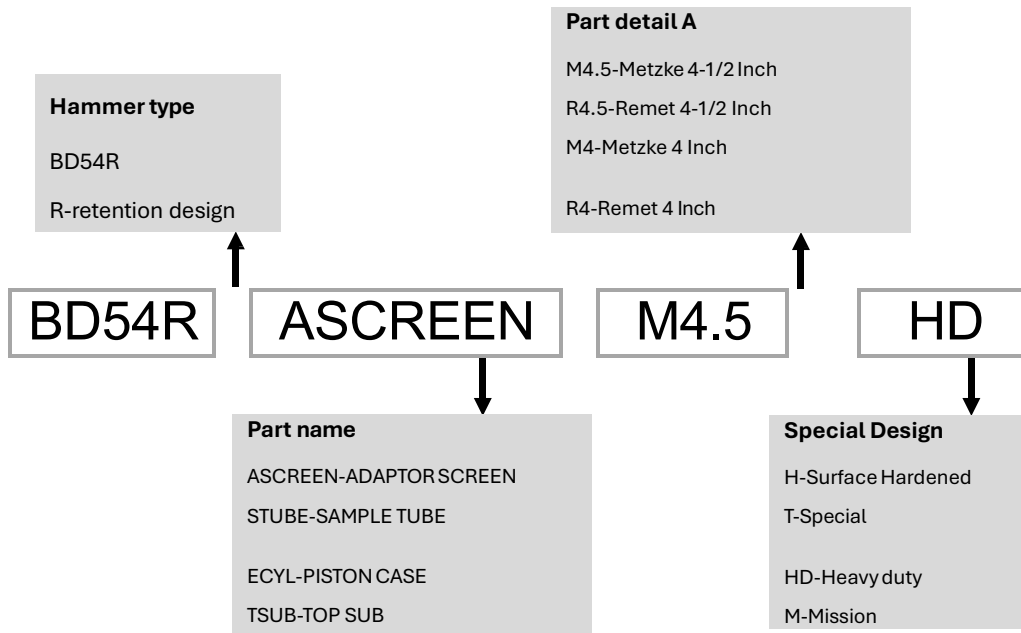 Part detail A
M4.5-Metzke 4-1/2 Inch
R4.5-Remet 4-1/2 Inch
M4-Metzke 4 Inch
R4-Remet 4 Inch
Hammer type
BD54R
R-retention design
BD54R ASCREEN M4.5 HD
Part name
ASCREEN-ADAPTOR SCREEN
STUBE-SAMPLE TUBE
ECYL-PISTON CASE
TSUB-TOP SUB
Special Design
H-Surface Hardened
T-Special
HD-Heavy duty
M-Mission